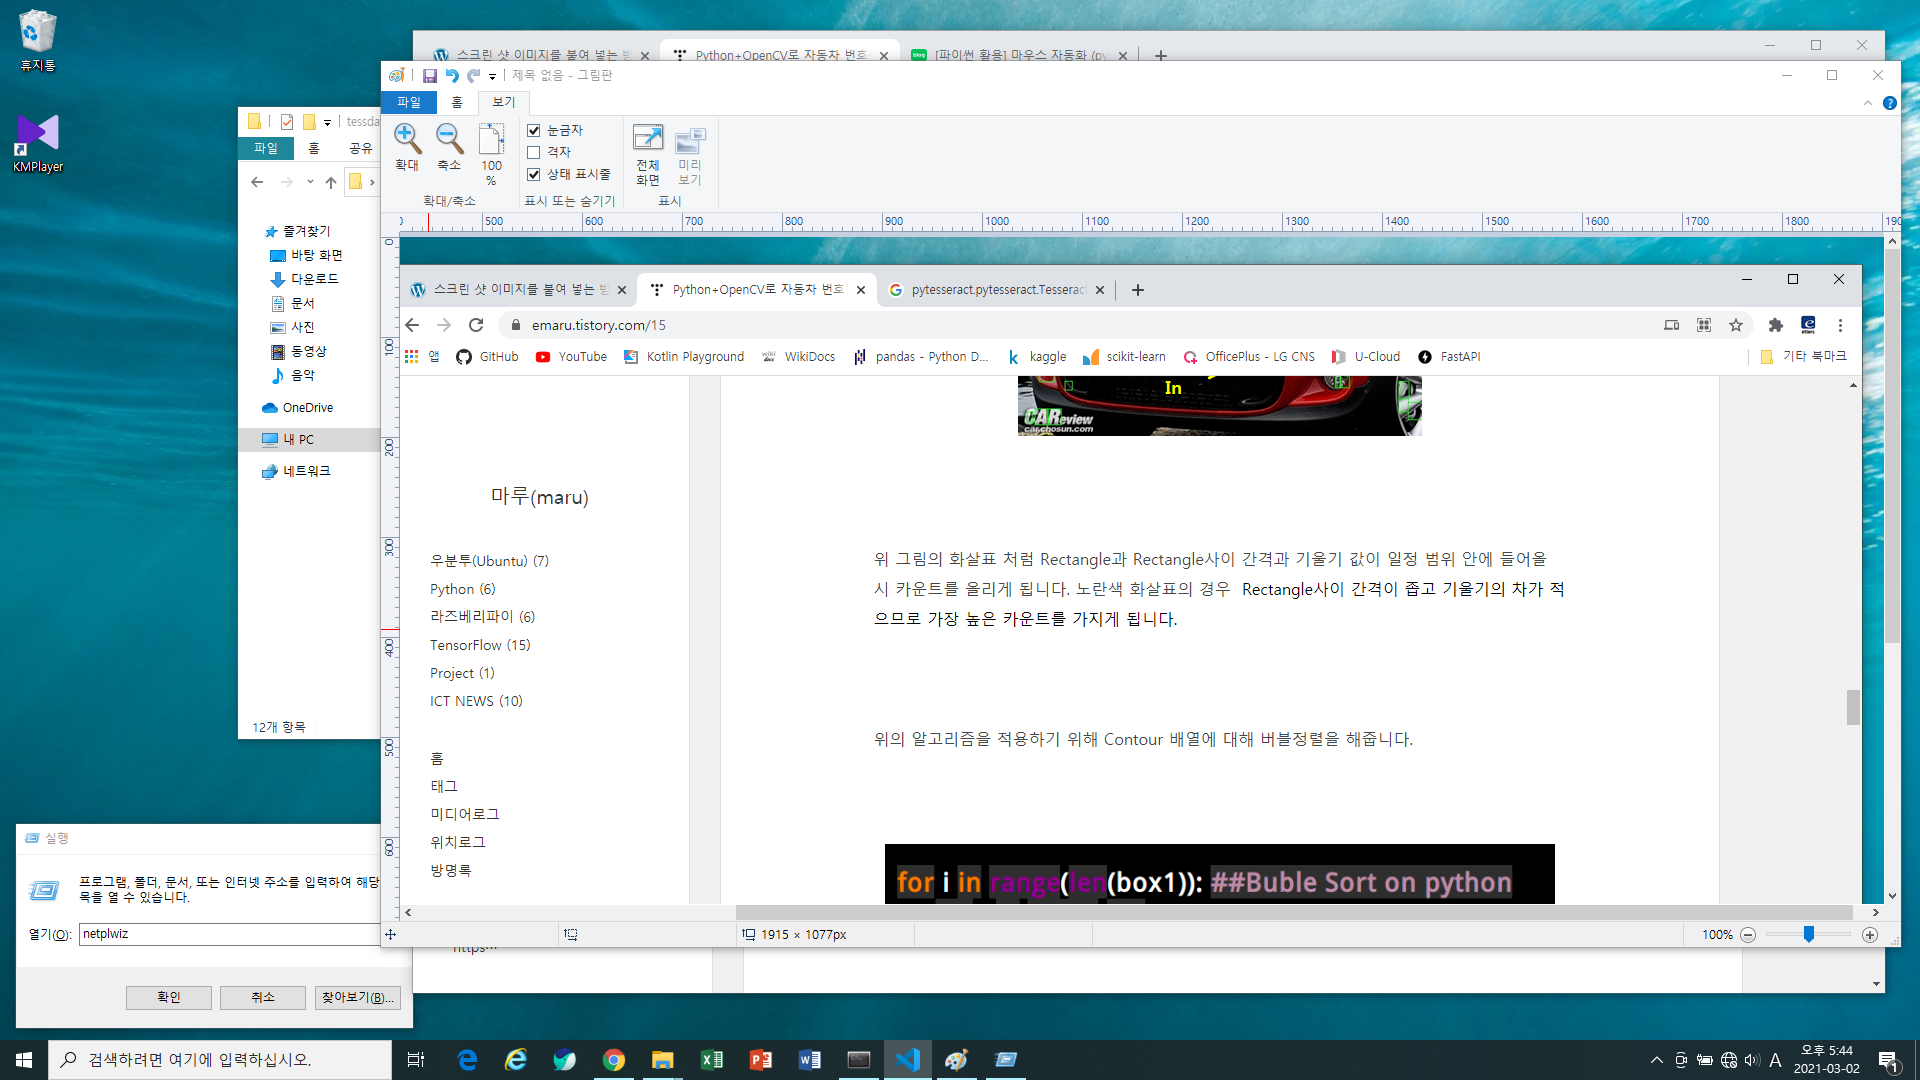 휴지통
KMPlayer
스크린 샷 이미지를 붙여 넣는 방
Python+OpenCV로 자동차 번호
[파이썬 활용] 마우스 자동화 (py
제목 없음 - 그림판
파일
홈
보기
확대
축소
100
%
눈금자
격자
상태 표시줄
전체
화면
미리
보기
확대/축소
표시 또는 숨기기
표시
tessda
파일
홈
공유
즐겨찾기
바탕 화면
다운로드
문서
사진
동영상
음악
OneDrive
내 PC
네트워크
12개 항목
500 600 700 800 900 1000 1100 1200 1300 1400 1500 1600 1700 1800 190
0
100
200
300
400
500
600
스크린 샷 이미지를 붙여 넣는 방
Python+OpenCV로 자동차 번호
pytesseract.pytesseract.Tesserac
emaru.tistory.com/15
앱 GitHub YouTube Kotlin Playground WikiDocs pandas - Python D... kaggle scikit-learn OfficePlus - LG CNS U-Cloud FastAPI 기타 북마크
In
CAReview
car.chosun.com
마루(maru)
우분투(Ubuntu) (7)
Python (6)
라즈베리파이 (6)
TensorFlow (15)
Project (1)
ICT NEWS (10)
홈
태그
미디어로그
위치로그
방명록
위 그림의 화살표 처럼 Rectangle과 Rectangle사이 간격과 기울기 값이 일정 범위 안에 들어올
시 카운트를 올리게 됩니다. 노란색 화살표의 경우 Rectangle사이 간격이 좁고 기울기의 차가 적
으므로 가장 높은 카운트를 가지게 됩니다.
위의 알고리즘을 적용하기 위해 Contour 배열에 대해 버블정렬을 해줍니다.
for i in range(len(box1)): ##Buble Sort on python
1915 × 1077px
100%
https…
실행
프로그램, 폴더, 문서, 또는 인터넷 주소를 입력하여 해당
목을 열 수 있습니다.
열기(O): netplwiz
확인
취소
찾아보기(B)...
검색하려면 여기에 입력하십시오.
A
오후 5:44
2021-03-02
1